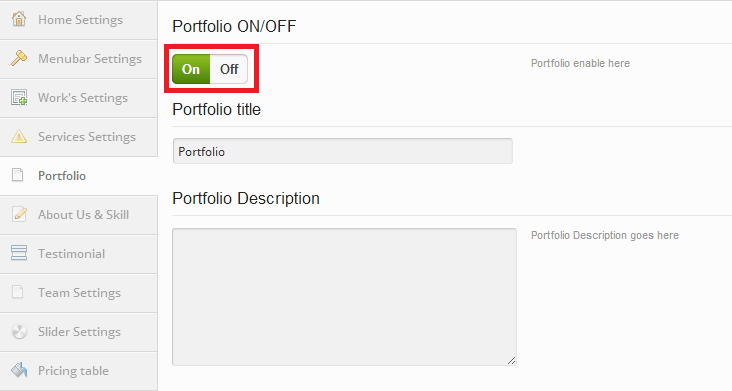 Home Settings
Menubar Settings
Work's Settings
Services Settings
Portfolio
About Us & Skill
Testimonial
Team Settings
Slider Settings
Pricing table
Portfolio ON/OFF
On Off
Portfolio enable here
Portfolio title
Portfolio
Portfolio Description
Portfolio Description goes here